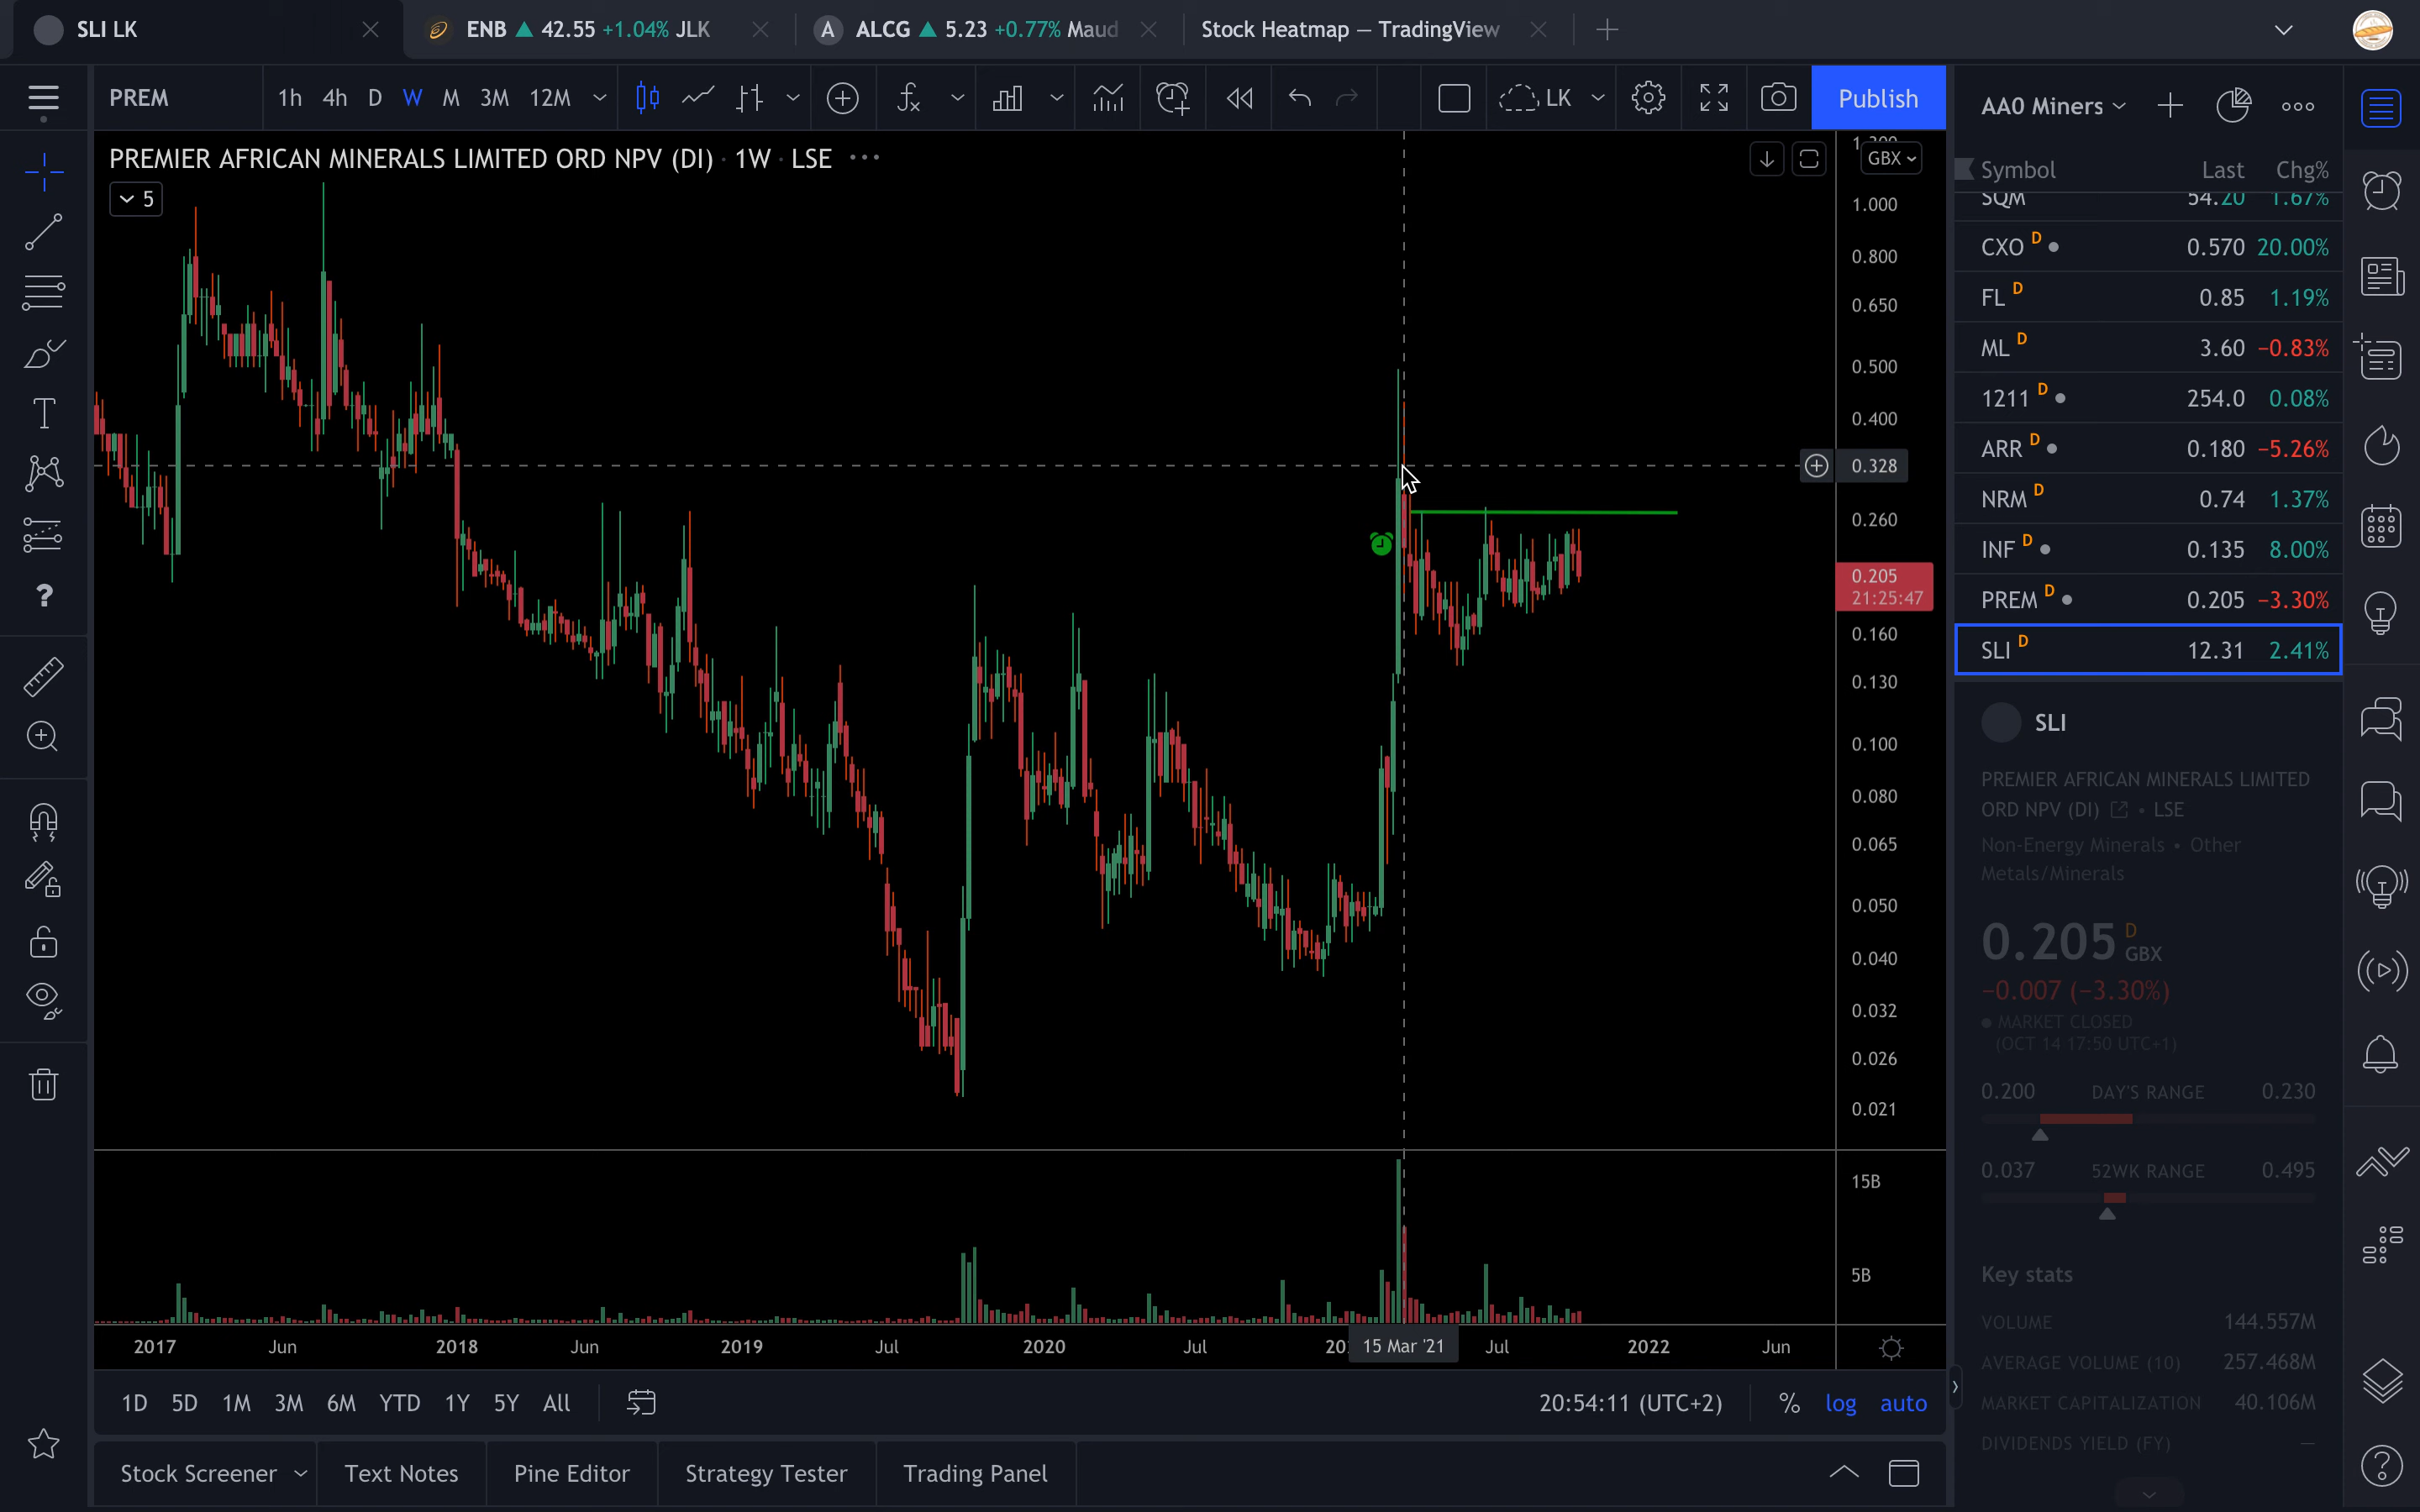 SLI LK
ENB 42.55 +1.04% JLK
A ALCG 5.23 +0.77% Maud
Stock Heatmap — TradingView
PREM 1h 4h D W M 3M 12M LK Publish
PREMIER AFRICAN MINERALS LIMITED ORD NPV (DI) · 1W · LSE
5
GBX
1.000
0.800
0.650
0.500
0.400
0.328
0.260
0.205
21:25:47
0.160
0.130
0.100
0.080
0.065
0.050
0.040
0.032
0.026
0.021
15B
5B
2017 Jun 2018 Jun 2019 Jul 2020 Jul 15 Mar '21 Jul 2022 Jun
1D 5D 1M 3M 6M YTD 1Y 5Y All
20:54:11 (UTC+2) % log auto
Stock Screener Text Notes Pine Editor Strategy Tester Trading Panel
AA0 Miners
Symbol Last Chg%
SQM 54.20 1.67%
CXO D 0.570 20.00%
FL D 0.85 1.19%
ML D 3.60 −0.83%
1211 D 254.0 0.08%
ARR D 0.180 −5.26%
NRM D 0.74 1.37%
INF D 0.135 8.00%
PREM D 0.205 −3.30%
SLI D 12.31 2.41%
SLI
PREMIER AFRICAN MINERALS LIMITED
ORD NPV (DI) • LSE
Non-Energy Minerals • Other
Metals/Minerals
0.205 D GBX
−0.007 (−3.30%)
MARKET CLOSED
(OCT 14 17:50 UTC+1)
0.200 DAY'S RANGE 0.230
0.037 52WK RANGE 0.495
Key stats
VOLUME 144.557M
AVERAGE VOLUME (10) 257.468M
MARKET CAPITALIZATION 40.106M
DIVIDENDS YIELD (FY) —